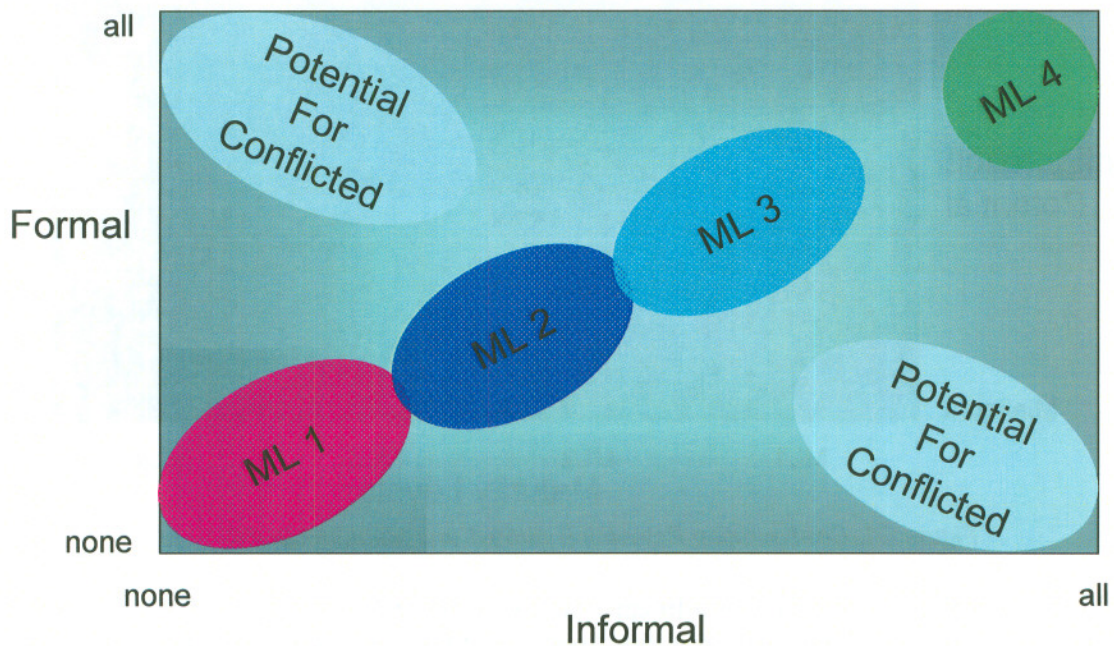 all
Potential
For
Conflicted
ML 4
Formal
ML 3
ML 2
Potential
For
Conflicted
ML 1
none
none
all
Informal